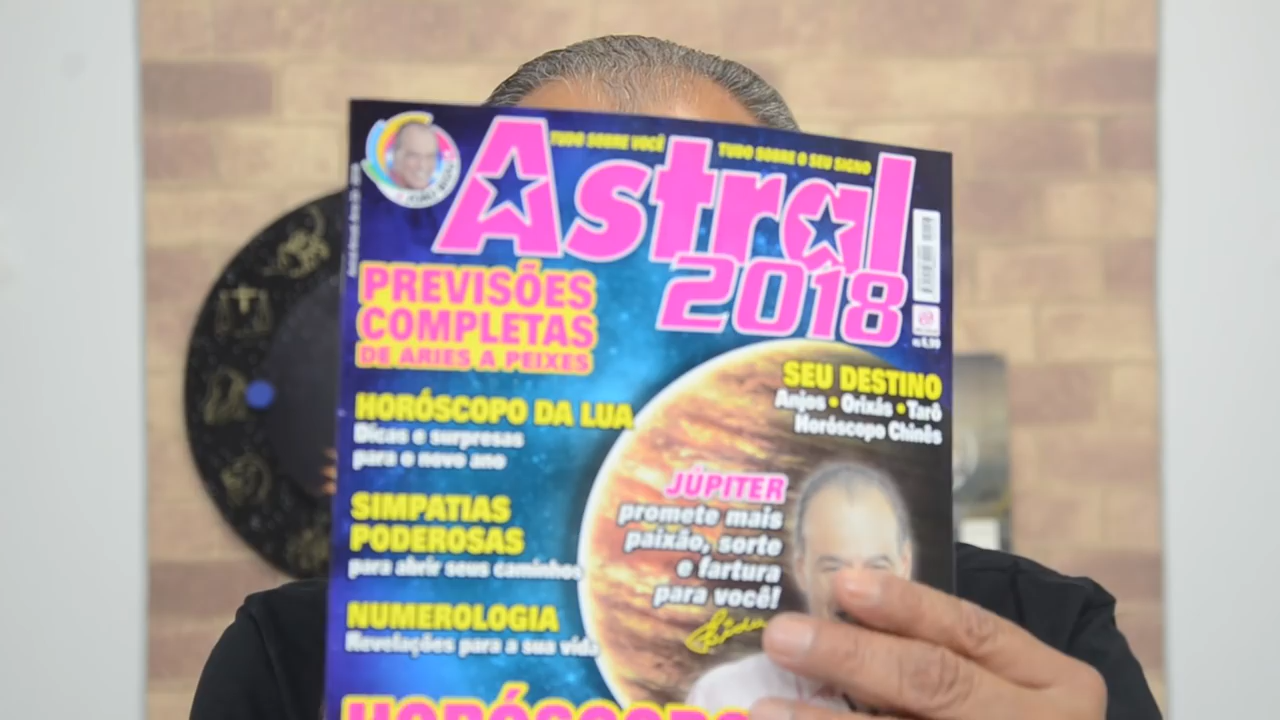 TUDO SOBRE VOCÊ
TUDO SOBRE O SEU SIGNO
Astral
2018
PREVISÕES
COMPLETAS
DE ÁRIES A PEIXES
SEU DESTINO
Anjos • Orixás • Tarô
Horóscopo Chinês
HORÓSCOPO DA LUA
Dicas e surpresas
para o novo ano
SIMPATIAS
PODEROSAS
para abrir seus caminhos
JÚPITER
promete mais
paixão, sorte
e fartura
para você!
NUMEROLOGIA
Revelações para a sua vida
HORÓSCOPO